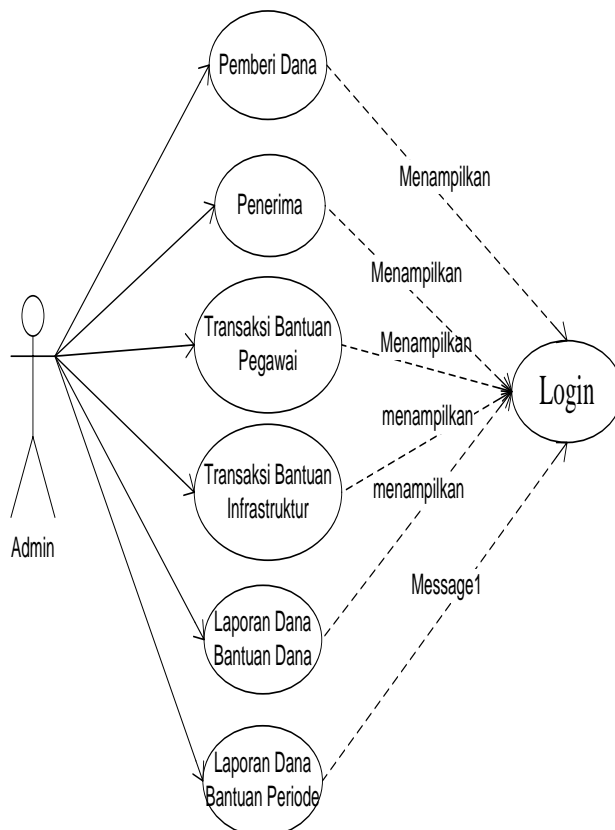 Pemberi Dana
Menampilkan
Penerima
Menampilkan
Transaksi Bantuan
Pegawai
Menampilkan
Login
menampilkan
Transaksi Bantuan
Infrastruktur
menampilkan
Admin
Message1
Laporan Dana
Bantuan Dana
Laporan Dana
Bantuan Periode